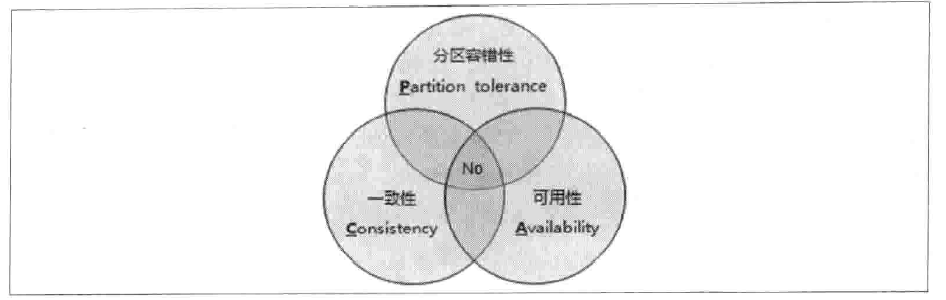 分区容错性
Partition tolerance
No
一致性
Consistency
可用性
Availability